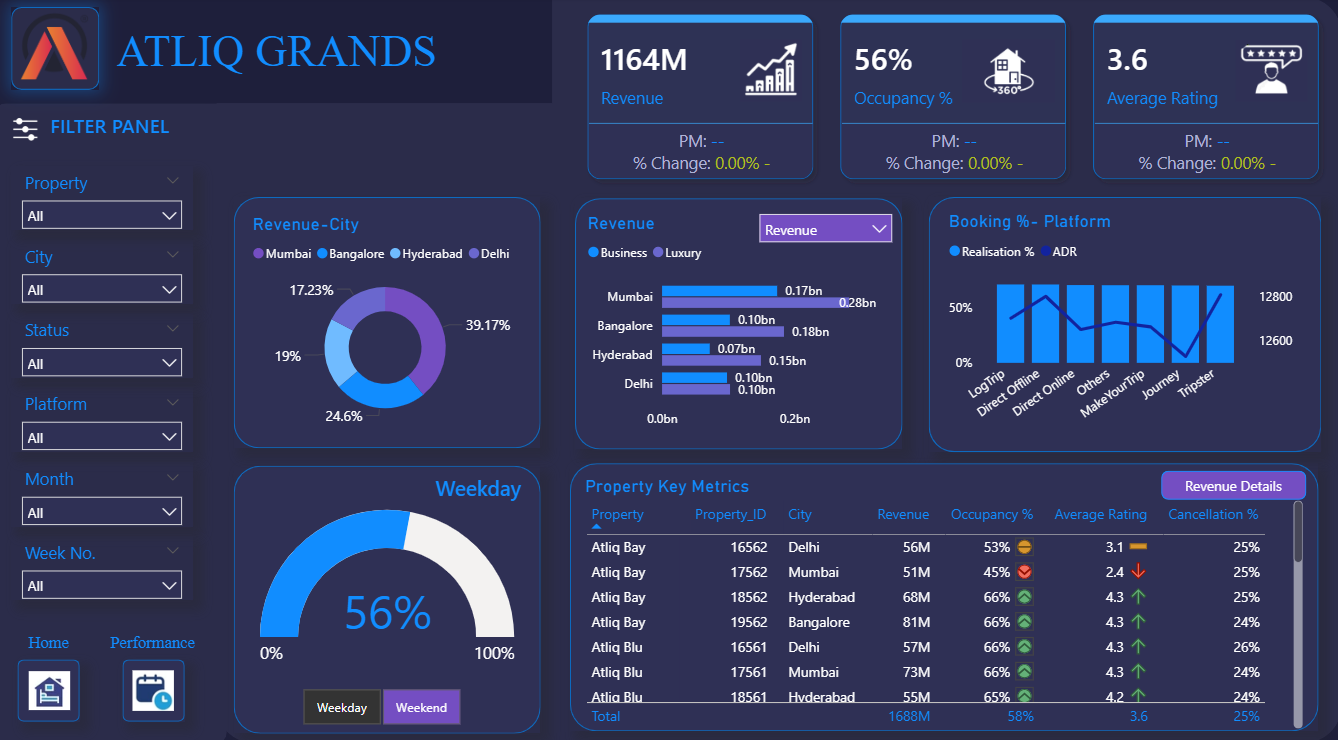 ATLIQ GRANDS
1164M
Revenue
PM: --
% Change: 0.00% -
56%
Occupancy %
360°
PM: --
% Change: 0.00% -
3.6
Average Rating
PM: --
% Change: 0.00% -
FILTER PANEL
Property
All
City
All
Status
All
Platform
All
Month
All
Week No.
All
Home Performance
Revenue-City
Mumbai Bangalore Hyderabad Delhi
17.23%
39.17%
19%
24.6%
Revenue
Revenue
Business Luxury
Mumbai 0.17bn
0.28bn
Bangalore 0.10bn
0.18bn
Hyderabad 0.07bn
0.15bn
Delhi 0.10bn
0.10bn
0.0bn 0.2bn
Booking %- Platform
Realisation % ADR
50% 12800
12600
0%
LogTrip
Direct Offline
Direct Online
Others
MakeYourTrip
Journey
Tripster
Weekday
56%
0% 100%
Weekday Weekend
Property Key Metrics
Revenue Details
Property Property_ID City Revenue Occupancy % Average Rating Cancellation %
Atliq Bay 16562 Delhi 56M 53% 3.1 25%
Atliq Bay 17562 Mumbai 51M 45% 2.4 25%
Atliq Bay 18562 Hyderabad 68M 66% 4.3 25%
Atliq Bay 19562 Bangalore 81M 66% 4.3 24%
Atliq Blu 16561 Delhi 57M 66% 4.3 26%
Atliq Blu 17561 Mumbai 73M 66% 4.3 24%
Atliq Blu 18561 Hyderabad 55M 65% 4.2 24%
Total 1688M 58% 3.6 25%